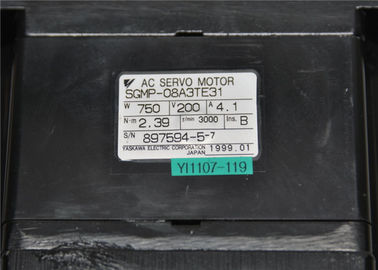 AC SERVO MOTOR
SGMP-08A3TE31
W 750 V 200 A 4.1
N·m 2.39 r/min 3000 Ins. B
S/N 897594-5-7
YASKAWA ELECTRIC CORPORATION 1999.01
JAPAN
YI1107-119